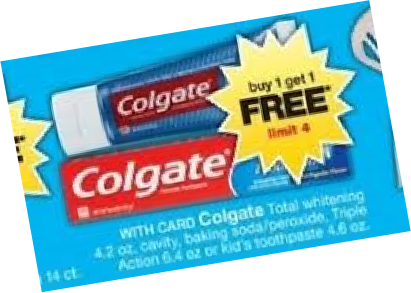 Colgate
buy 1 get 1
FREE*
limit 4
Colgate
WITH CARD Colgate Total whitening
4.2 oz, cavity, baking soda/peroxide, Triple
Action 6.4 oz or kid's toothpaste 4.6 oz.
14 ct.